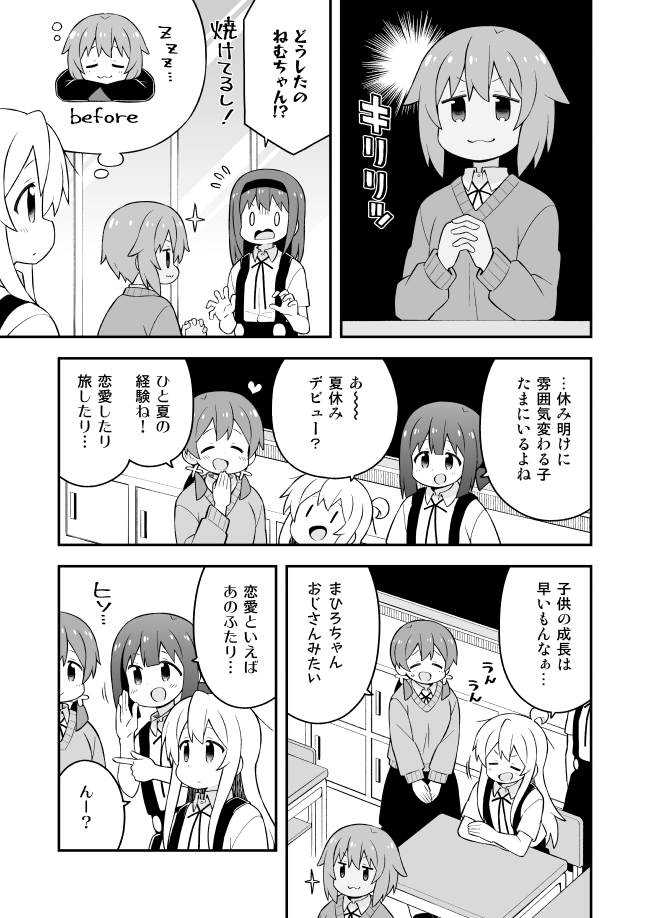 キリリッ
どうしたの
ねむちゃん!?
焼けてるし!
ZZZ…
before
…休み明けに
雰囲気変わる子
たまにいるよね
あ〜〜〜
夏休み
デビュー?
ひと夏の
経験ね!
恋愛したり
旅したり…
子供の成長は
早いもんなぁ…
うん
うん
まひろちゃん
おじさんみたい
恋愛といえば
あのふたり…
ヒソ…
んー?